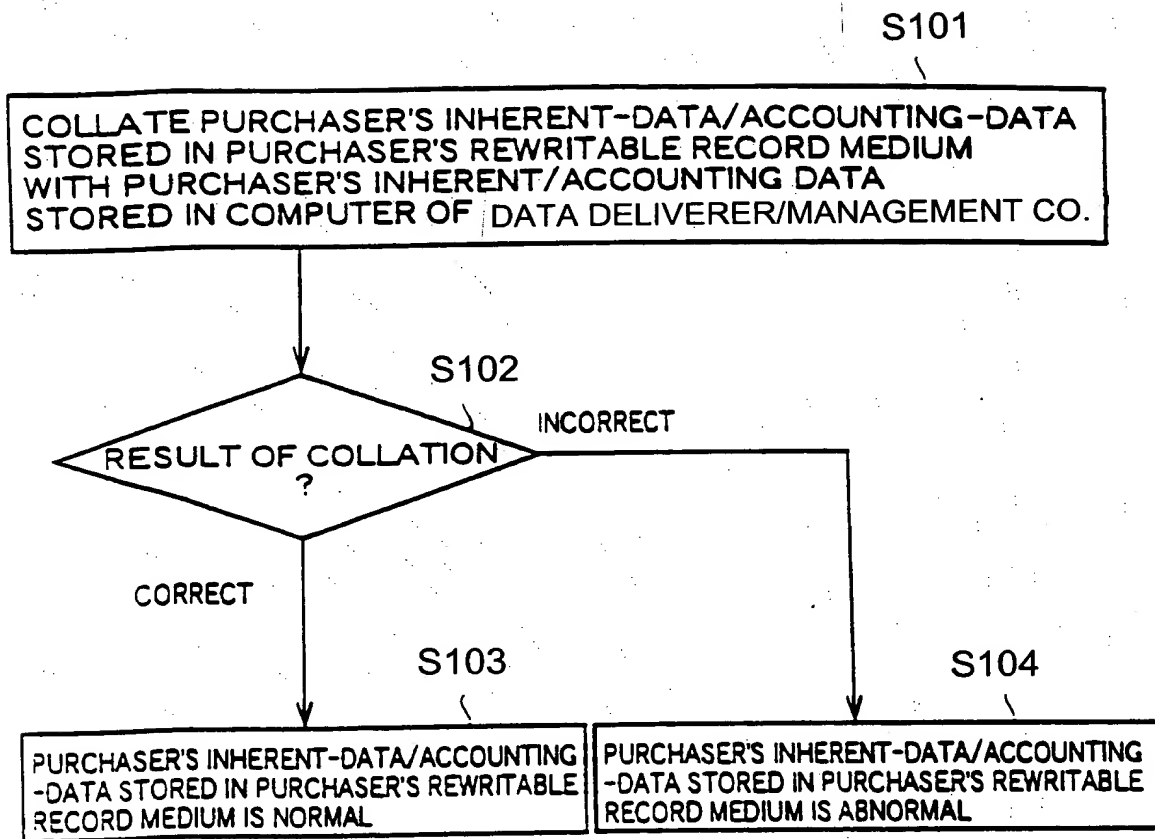 S101
COLLATE PURCHASER'S INHERENT-DATA/ACCOUNTING-DATA
STORED IN PURCHASER'S REWRITABLE RECORD MEDIUM
WITH PURCHASER'S INHERENT/ACCOUNTING DATA
STORED IN COMPUTER OF DATA DELIVERER/MANAGEMENT CO.
S102
INCORRECT
RESULT OF COLLATION
?
CORRECT
S103
S104
PURCHASER'S INHERENT-DATA/ACCOUNTING
-DATA STORED IN PURCHASER'S REWRITABLE
RECORD MEDIUM IS NORMAL
PURCHASER'S INHERENT-DATA/ACCOUNTING
-DATA STORED IN PURCHASER'S REWRITABLE
RECORD MEDIUM IS ABNORMAL